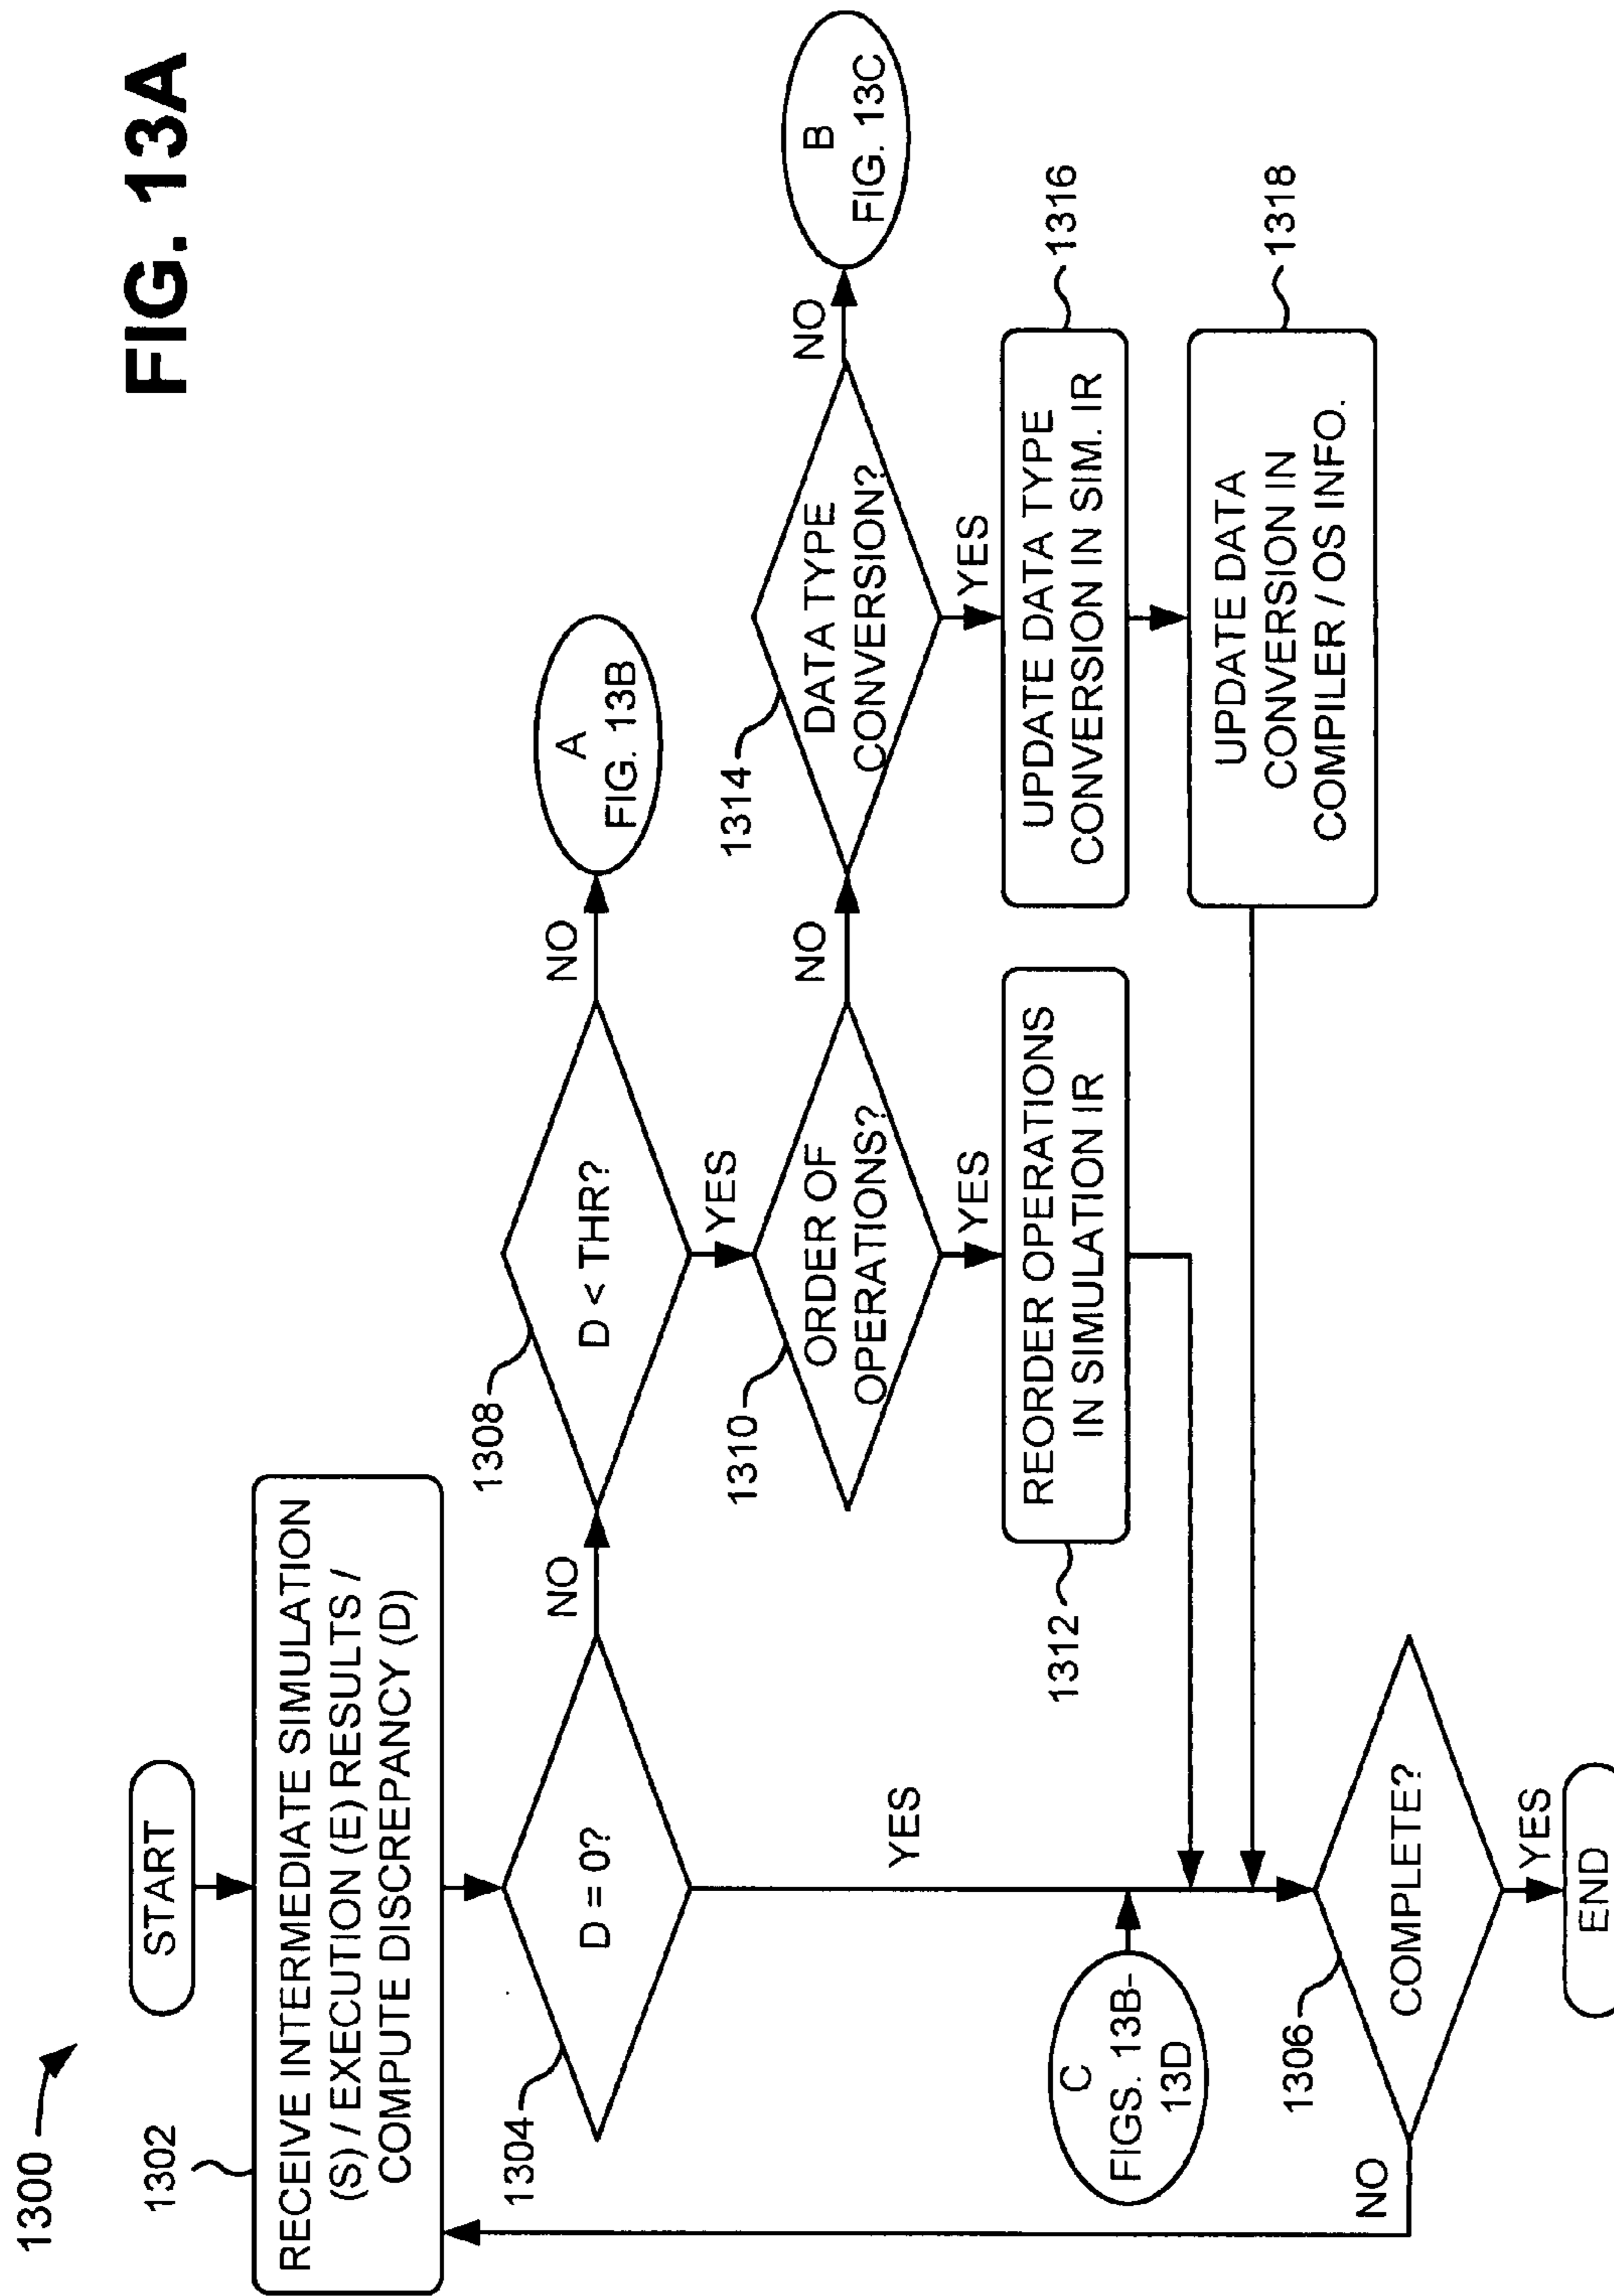 FIG. 13A
1300
START
1302
RECEIVE INTERMEDIATE SIMULATION
(S) / EXECUTION (E) RESULTS /
COMPUTE DISCREPANCY (D)
1304
D = 0?
NO
YES
1308
D < THR?
NO
A
FIG. 13B
YES
1310
ORDER OF
OPERATIONS?
NO
1314
DATA TYPE
CONVERSION?
NO
B
FIG. 13C
YES
1312
REORDER OPERATIONS
IN SIMULATION IR
YES
UPDATE DATA TYPE
CONVERSION IN SIM. IR
1316
UPDATE DATA
CONVERSION IN
COMPILER / OS INFO.
1318
C
FIGS. 13B-
13D
1306
COMPLETE?
NO
YES
END